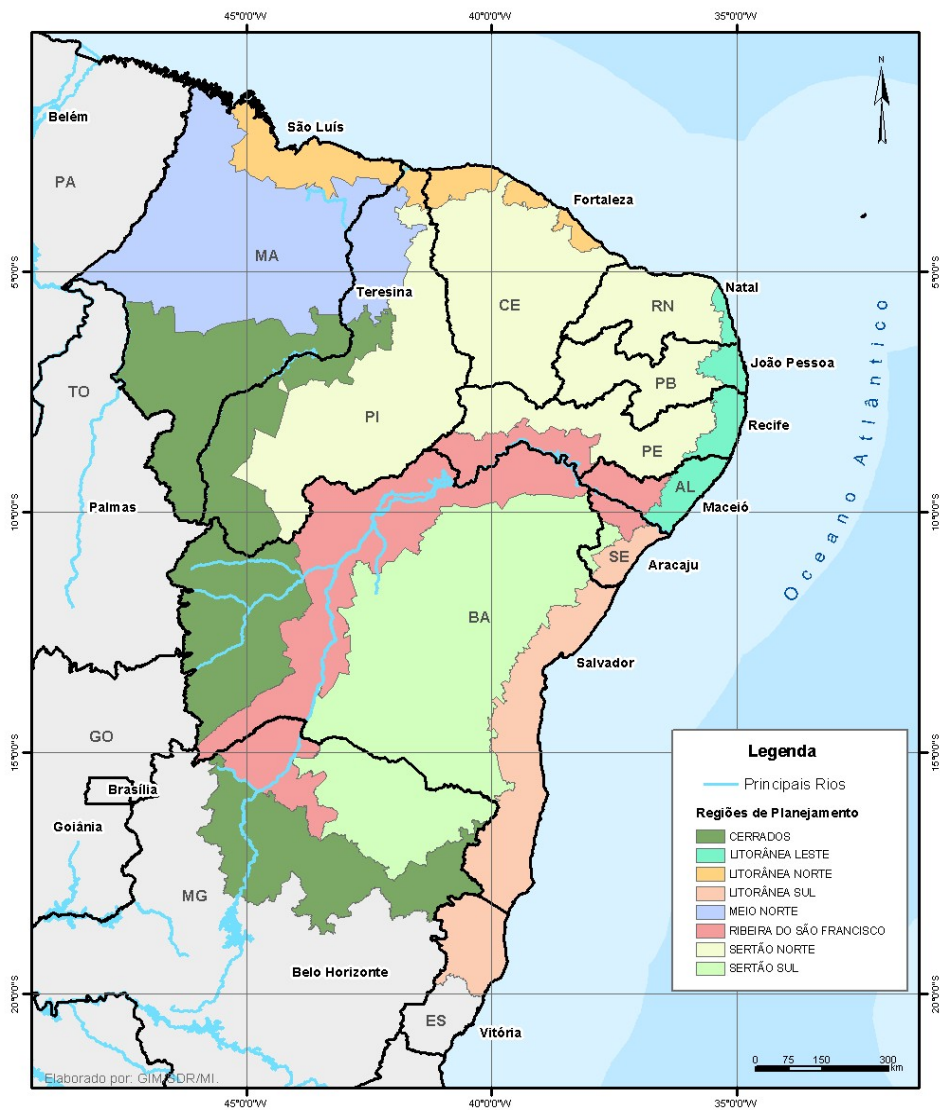 45°0'0"W
40°0'0"W
35°0'0"W
N
Belém
São Luís
PA
Fortaleza
5°0'0"S
MA
5°0'0"S
Teresina
Natal
CE
RN
TO
João Pessoa
PB
PI
Recife
PE
Oceano Atlântico
AL
Palmas
Maceió
10°0'0"S
10°0'0"S
SE
Aracaju
BA
Salvador
GO
15°0'0"S
15°0'0"S
Brasília
Goiânia
MG
Belo Horizonte
20°0'0"S
20°0'0"S
ES
Vitória
Legenda
Principais Rios
Regiões de Planejamento
CERRADOS
LITORÂNEA LESTE
LITORÂNEA NORTE
LITORÂNEA SUL
MEIO NORTE
RIBEIRA DO SÃO FRANCISCO
SERTÃO NORTE
SERTÃO SUL
0 75 150 300
km
Elaborado por: GIM/SDR/MI.
45°0'0"W
40°0'0"W
35°0'0"W